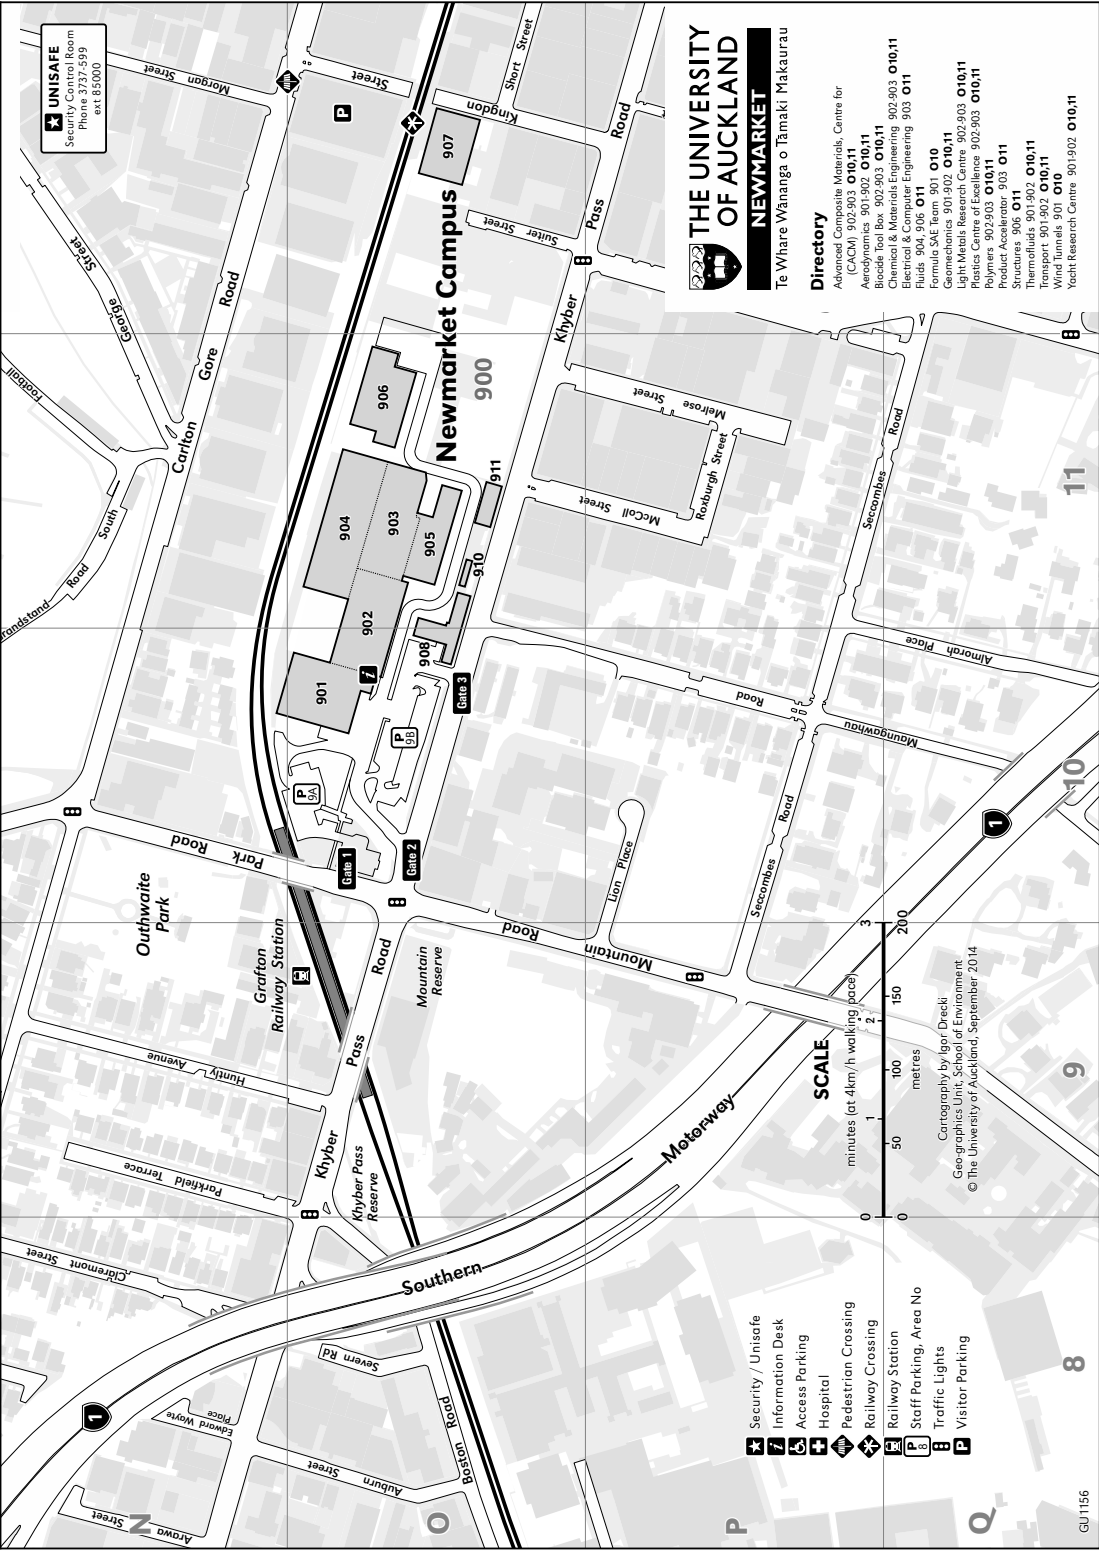 ★ UNISAFE
Security Control Room
Phone 3737-599
ext 85000
THE UNIVERSITY
OF AUCKLAND
NEWMARKET
Te Whare Wānanga o Tāmaki Makaurau
Directory
Advanced Composite Materials, Centre for
(CACM) 902-903 O10,11
Aerodynamics 901-902 O10,11
Biocide Tool Box 902-903 O10,11
Chemical & Materials Engineering 902-903 O10,11
Electrical & Computer Engineering 903 O11
Fluids 904, 906 O11
Formula SAE Team 901 O10
Geomechanics 901-902 O10,11
Light Metals Research Centre 902-903 O10,11
Plastics Centre of Excellence 902-903 O10,11
Polymers 902-903 O10,11
Product Accelerator 903 O11
Structures 906 O11
Thermofluids 901-902 O10,11
Transport 901-902 O10,11
Wind Tunnels 901 O10
Yacht Research Centre 901-902 O10,11
Morgan Street
Street
Short Street
Kingdon
Road
Pass
Suiter Street
Khyber
George Street
Carlton Gore Road
Football
Grandstand
Road
South
P
907
Newmarket Campus
900
906
904
903
905
911
910
902
908
901
i
P 9A
P 9B
Gate 1
Gate 2
Gate 3
Melrose Street
Roxburgh Street
McColl Street
Seccombes Road
Almorah Place
Road
Maungawhau
Seccombes Road
Lion Place
Mountain Road
Park Road
Outhwaite
Park
Grafton
Railway Station
Mountain
Reserve
Khyber Pass Road
Khyber Pass
Reserve
Huntly Avenue
Parkfield Terrace
Claremont Street
Southern Motorway
1
1
Severn Rd
Edward Wayte
Place
Boston Road
Auburn Street
Arawa Street
N
O
P
Q
8
9
10
11
SCALE
minutes (at 4km/h walking pace)
0 1 2 3
0 50 100 150 200
metres
Cartography by Igor Drecki
Geo-graphics Unit, School of Environment
© The University of Auckland, September 2014
Security / Unisafe
Information Desk
Access Parking
Hospital
Pedestrian Crossing
Railway Crossing
Railway Station
P 8 Staff Parking, Area No
Traffic Lights
P Visitor Parking
GU1156